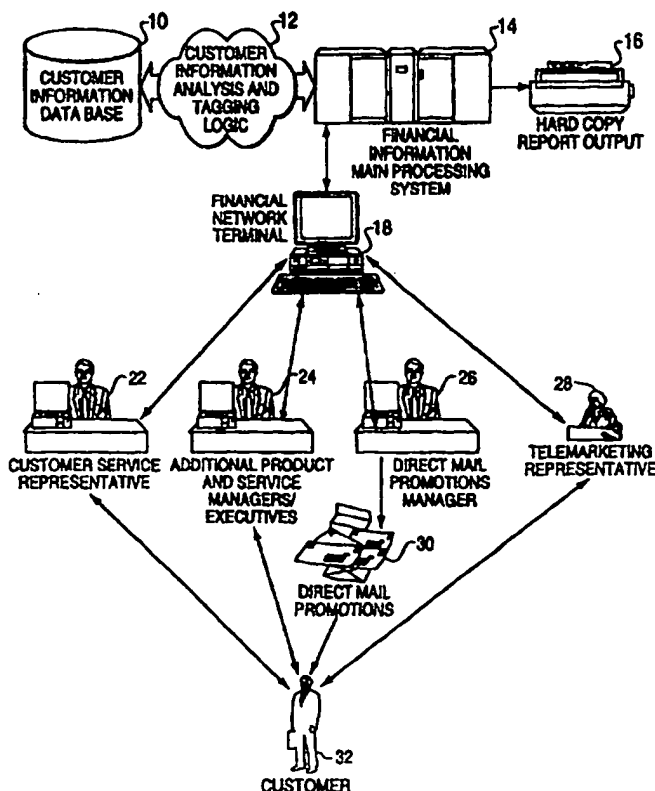 10
12
14
16
CUSTOMER
INFORMATION
DATA BASE
CUSTOMER
INFORMATION
ANALYSIS AND
TAGGING
LOGIC
FINANCIAL
INFORMATION
MAIN PROCESSING
SYSTEM
HARD COPY
REPORT OUTPUT
FINANCIAL
NETWORK
TERMINAL
18
22
24
26
28
CUSTOMER SERVICE
REPRESENTATIVE
ADDITIONAL PRODUCT
AND SERVICE
MANAGERS/
EXECUTIVES
DIRECT MAIL
PROMOTIONS
MANAGER
TELEMARKETING
REPRESENTATIVE
30
DIRECT MAIL
PROMOTIONS
32
CUSTOMER